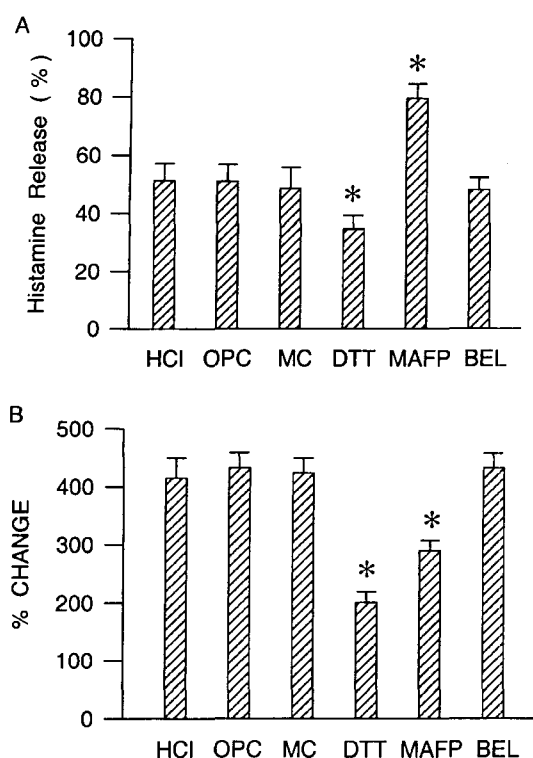 A
Histamine Release ( % )
100
80
60
40
20
0
*
*
HCl OPC MC DTT MAFP BEL
B
% CHANGE
500
400
300
200
100
0
*
*
HCl OPC MC DTT MAFP BEL